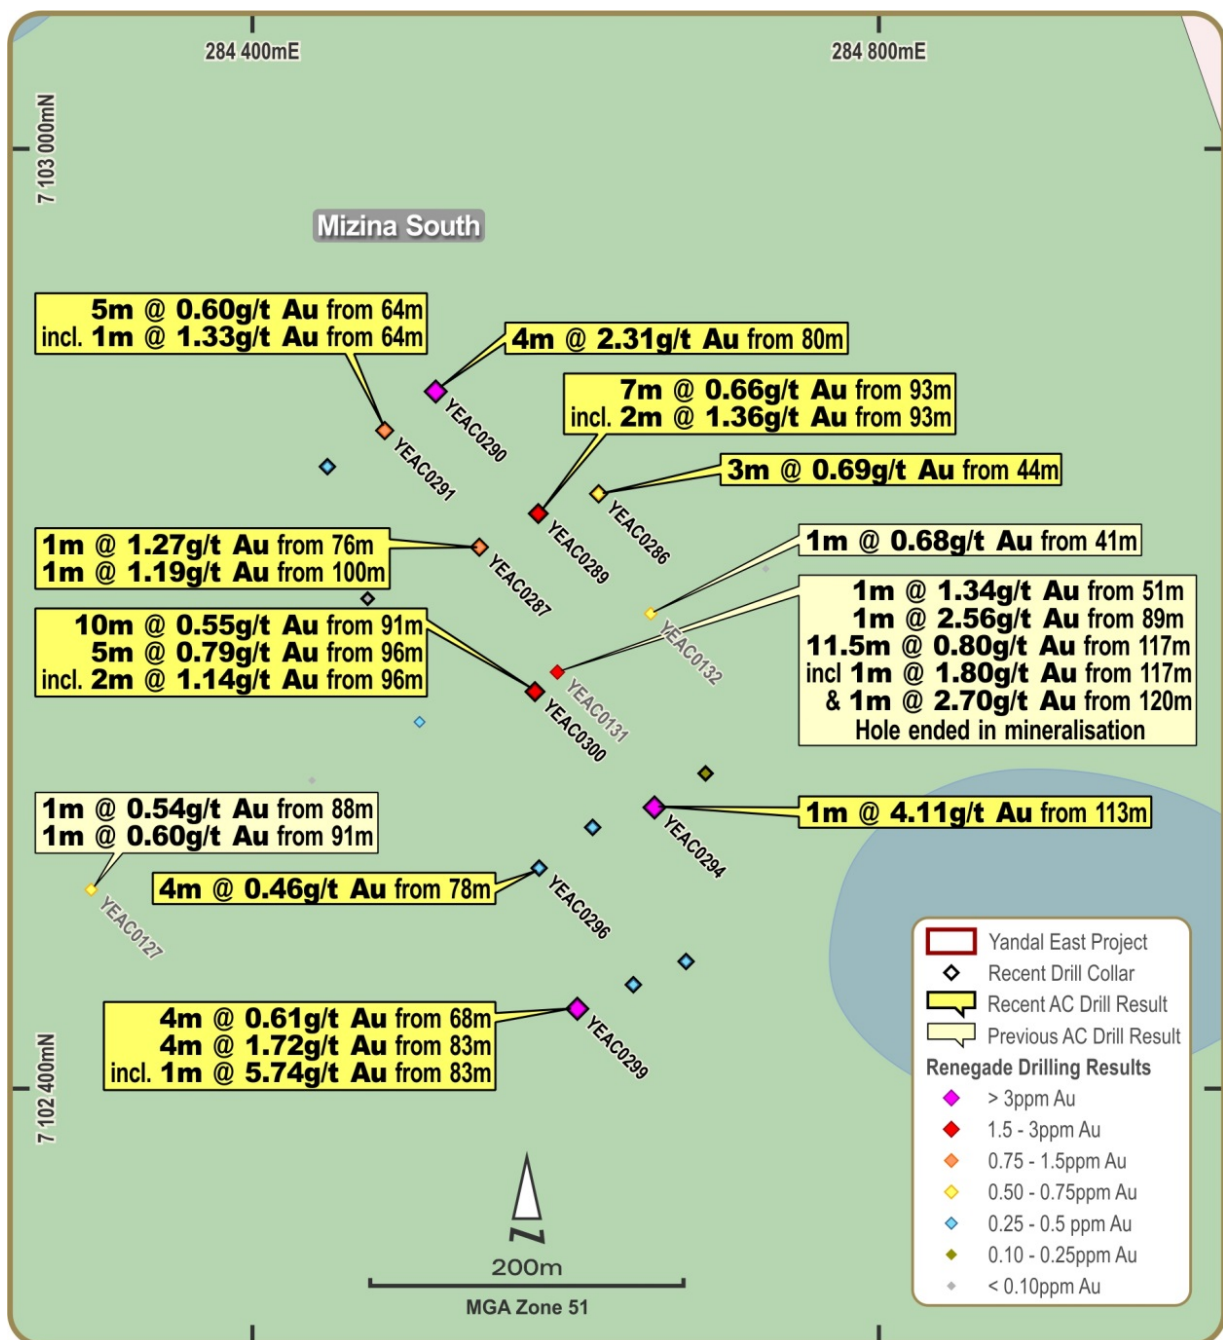 284 400mE
284 800mE
7 103 000mN
Mizina South
5m @ 0.60g/t Au from 64m
incl. 1m @ 1.33g/t Au from 64m
4m @ 2.31g/t Au from 80m
7m @ 0.66g/t Au from 93m
incl. 2m @ 1.36g/t Au from 93m
YEAC0290
YEAC0291
3m @ 0.69g/t Au from 44m
YEAC0286
YEAC0289
1m @ 1.27g/t Au from 76m
1m @ 1.19g/t Au from 100m
YEAC0287
1m @ 0.68g/t Au from 41m
YEAC0132
10m @ 0.55g/t Au from 91m
5m @ 0.79g/t Au from 96m
incl. 2m @ 1.14g/t Au from 96m
1m @ 1.34g/t Au from 51m
1m @ 2.56g/t Au from 89m
11.5m @ 0.80g/t Au from 117m
incl 1m @ 1.80g/t Au from 117m
& 1m @ 2.70g/t Au from 120m
Hole ended in mineralisation
YEAC0131
YEAC0300
1m @ 0.54g/t Au from 88m
1m @ 0.60g/t Au from 91m
1m @ 4.11g/t Au from 113m
YEAC0294
4m @ 0.46g/t Au from 78m
YEAC0296
YEAC0127
4m @ 0.61g/t Au from 68m
4m @ 1.72g/t Au from 83m
incl. 1m @ 5.74g/t Au from 83m
YEAC0299
7 102 400mN
Yandal East Project
Recent Drill Collar
Recent AC Drill Result
Previous AC Drill Result
Renegade Drilling Results
> 3ppm Au
1.5 - 3ppm Au
0.75 - 1.5ppm Au
0.50 - 0.75ppm Au
0.25 - 0.5 ppm Au
0.10 - 0.25ppm Au
< 0.10ppm Au
N
200m
MGA Zone 51